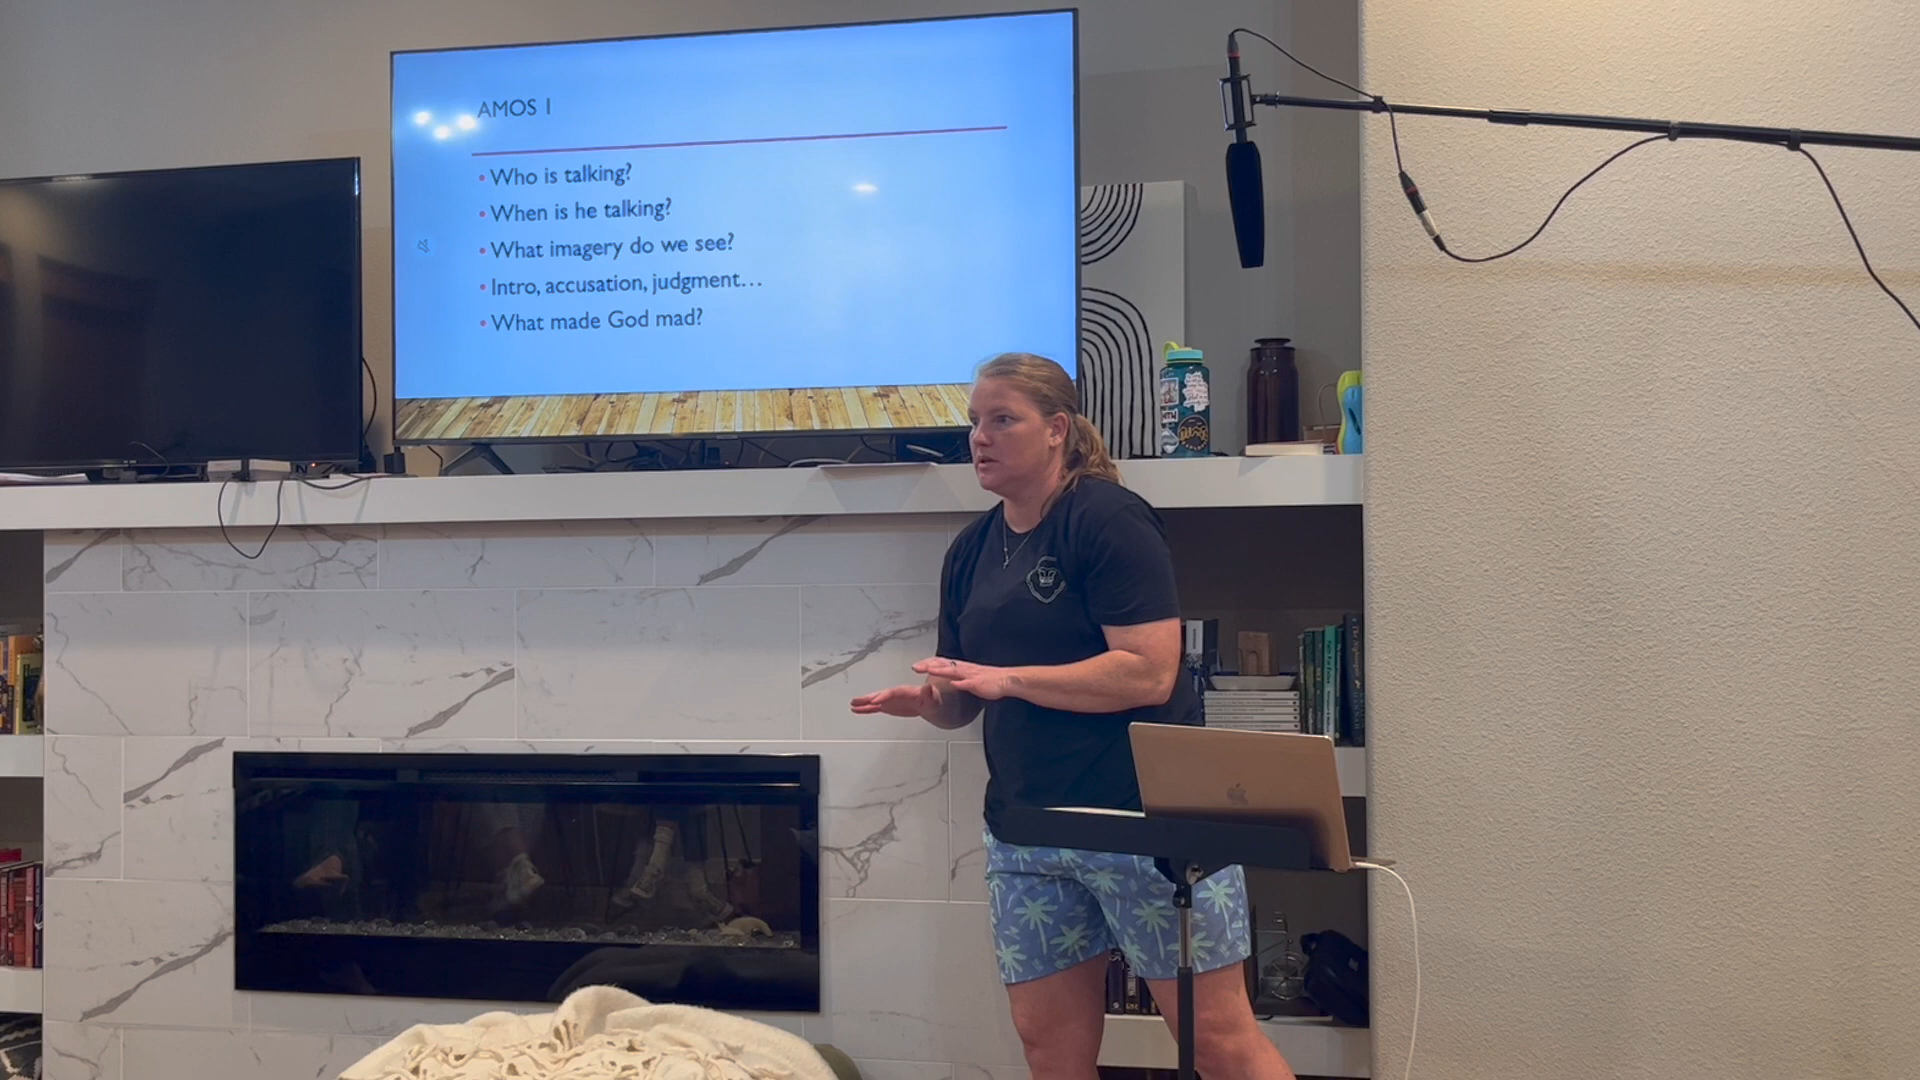 AMOS 1
• Who is talking?
• When is he talking?
• What imagery do we see?
• Intro, accusation, judgment…
• What made God mad?